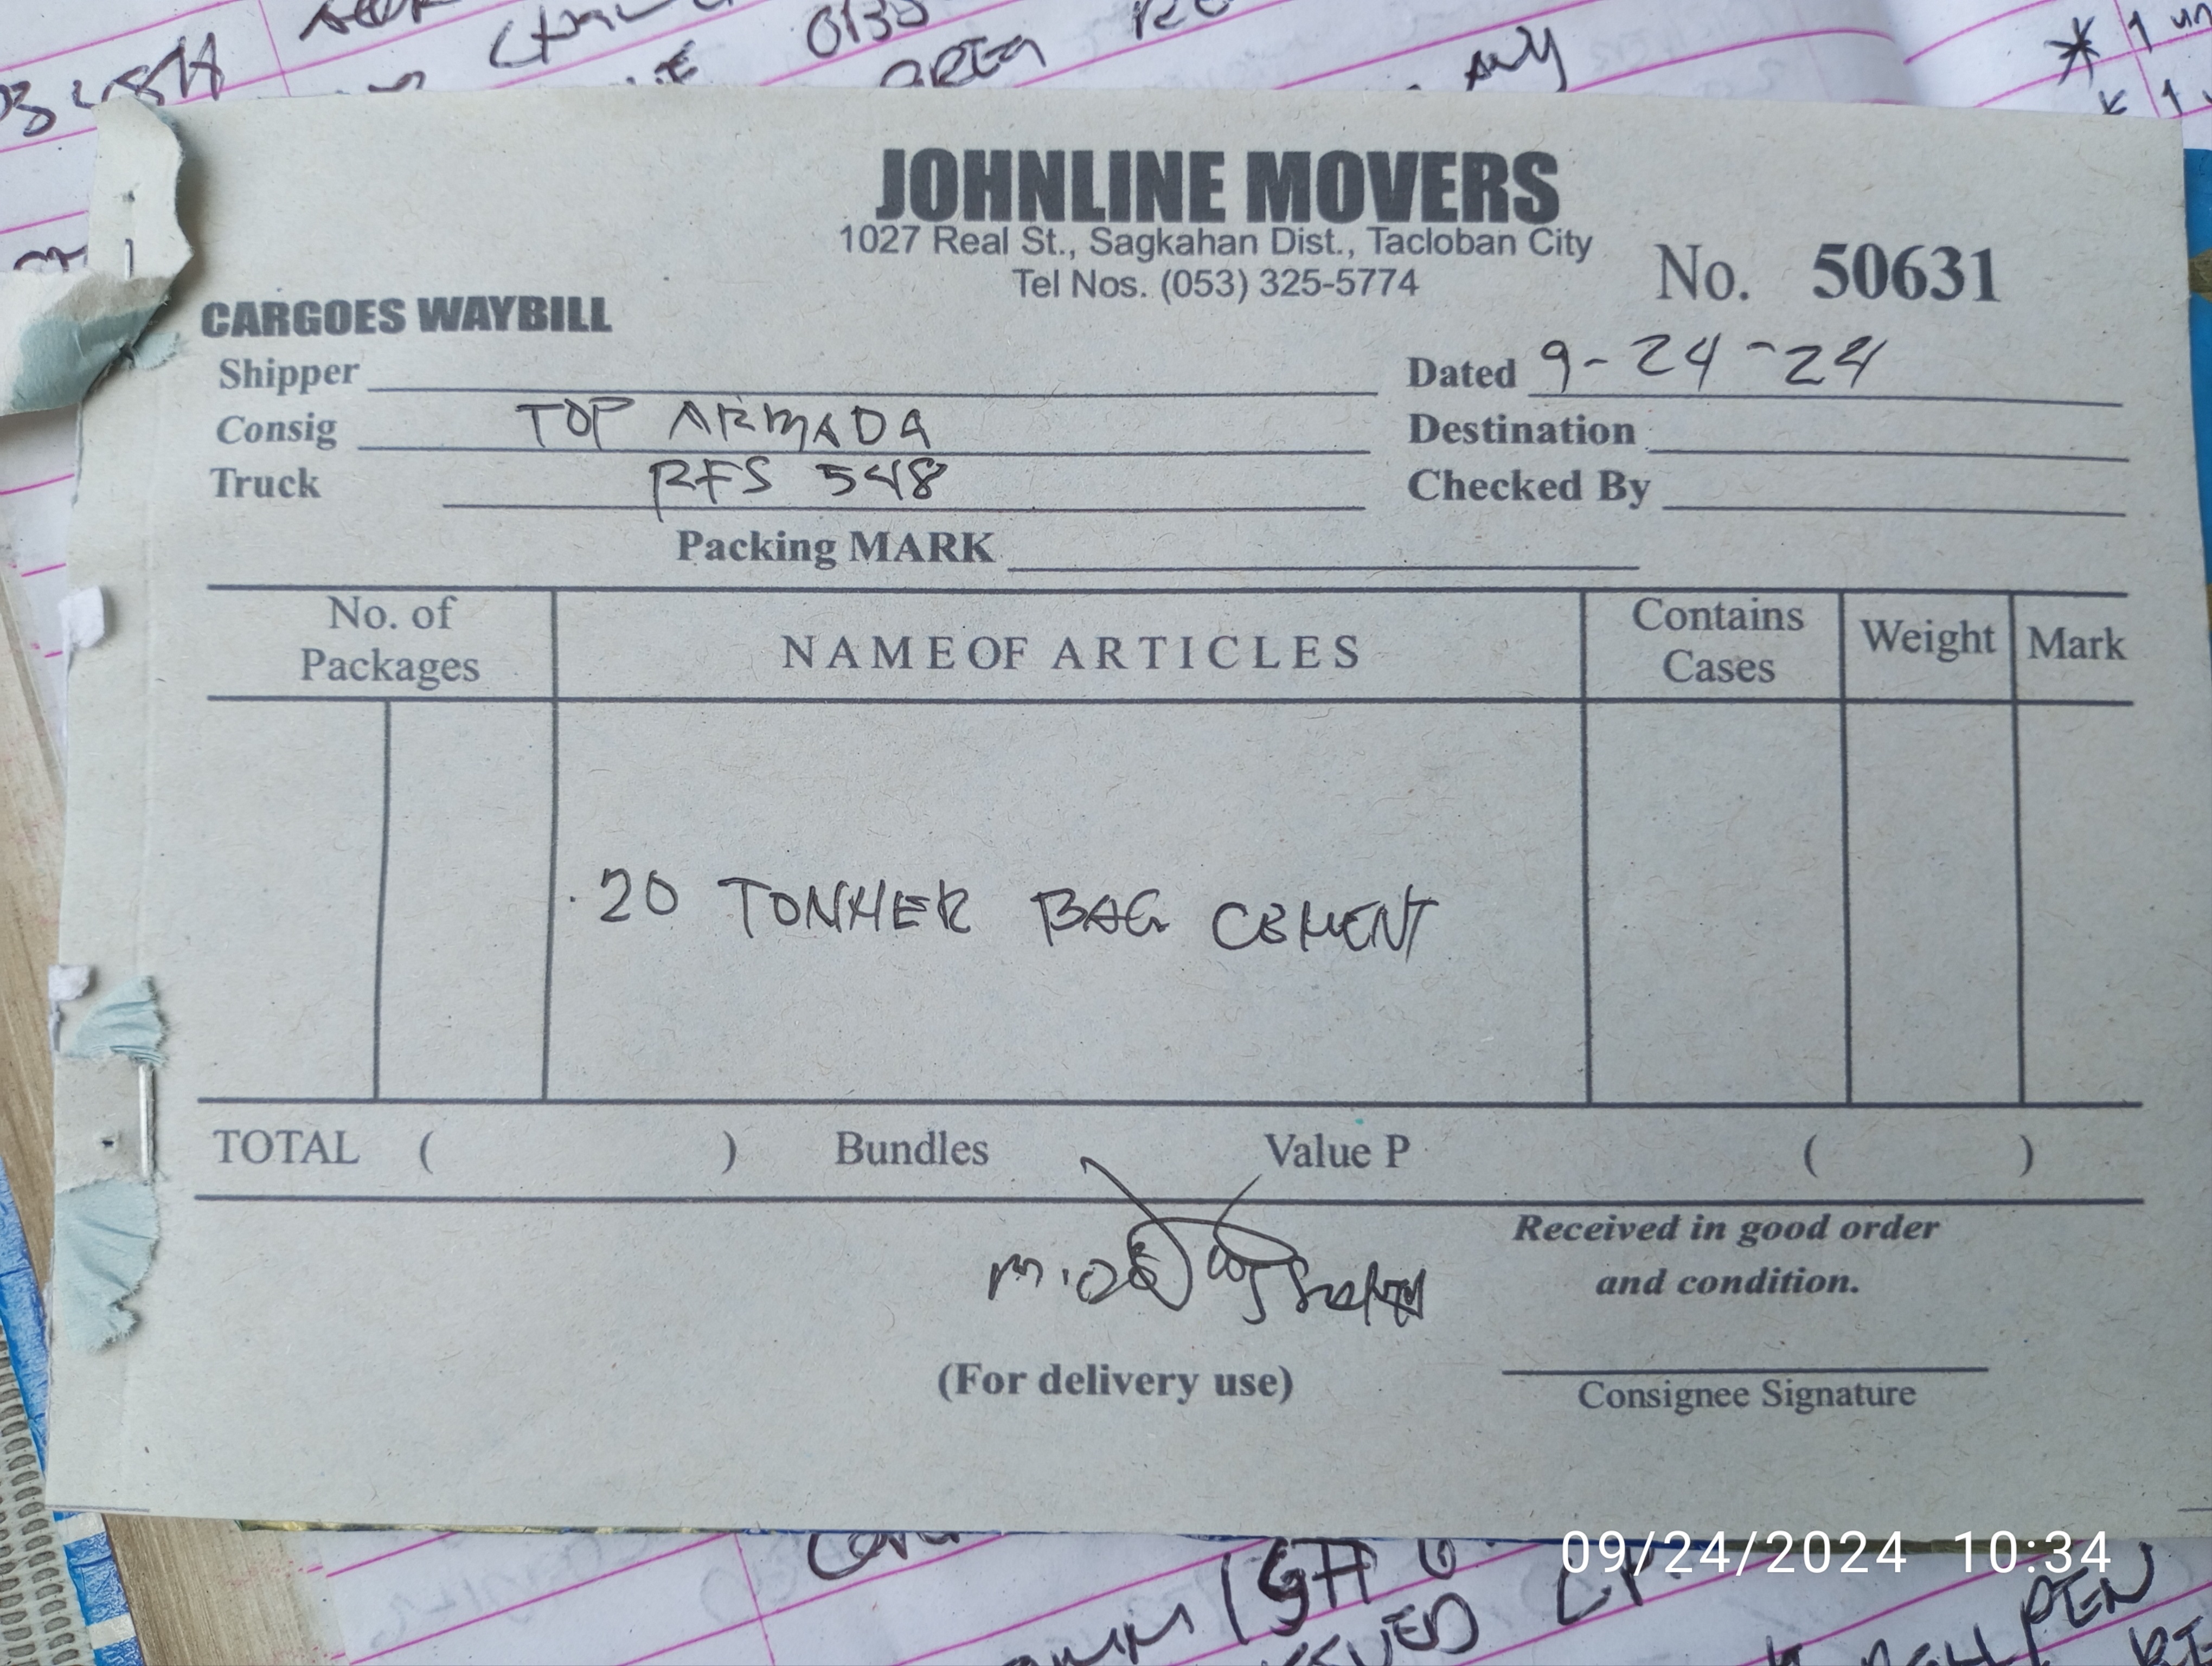 JOHNLINE MOVERS
1027 Real St., Sagkahan Dist., Tacloban City
Tel Nos. (053) 325-5774
No. 50631
CARGOES WAYBILL
Shipper
Dated 9-24-24
Consig TOP ARMADA
Destination
Truck RFS 548
Checked By
Packing MARK
No. of Packages NAME OF ARTICLES Contains Cases Weight Mark
20 TONNER BAG CEMENT
TOTAL ( ) Bundles Value P ( )
Received in good order
and condition.
(For delivery use)
Consignee Signature
09/24/2024 10:34
PEN